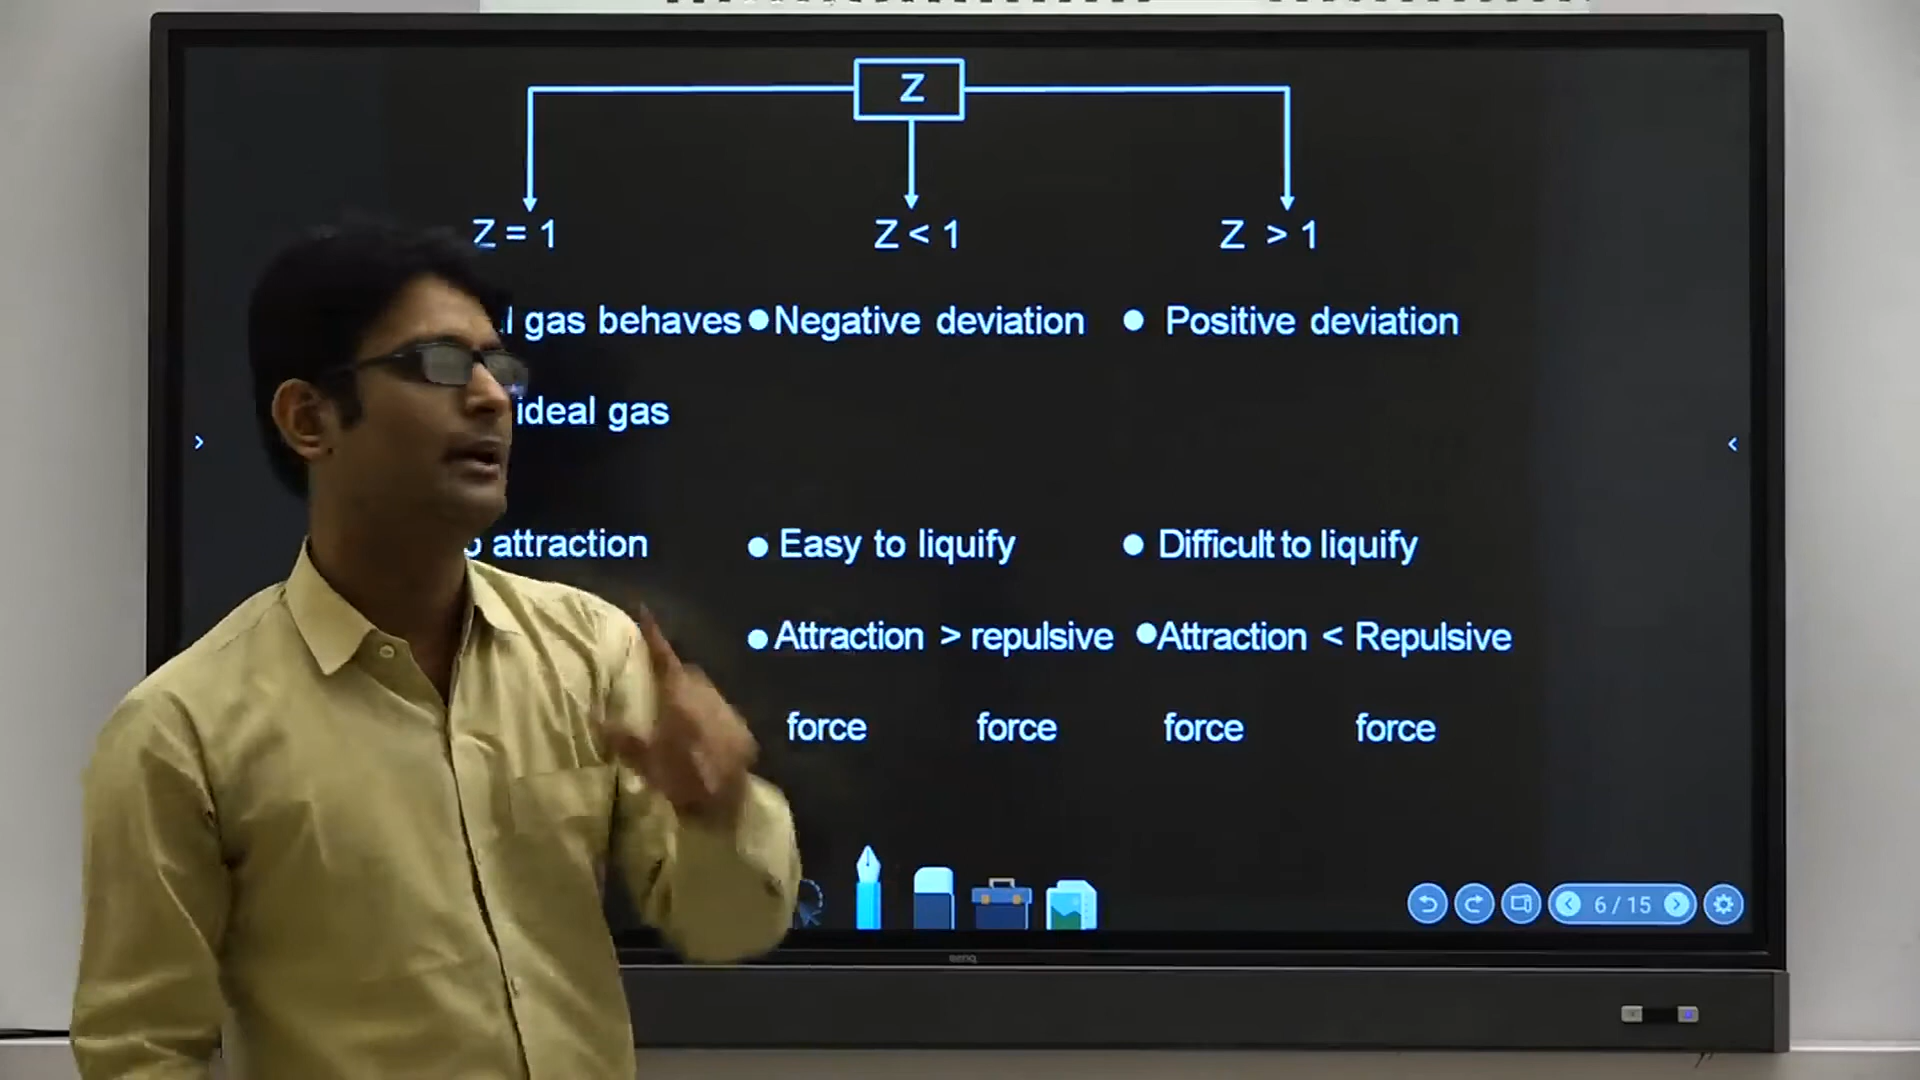 Z
Z = 1
Z < 1
Z > 1
gas behaves
● Negative deviation
● Positive deviation
ideal gas
attraction
● Easy to liquify
● Difficult to liquify
● Attraction > repulsive
● Attraction < Repulsive
force force
force force
6 / 15
BenQ